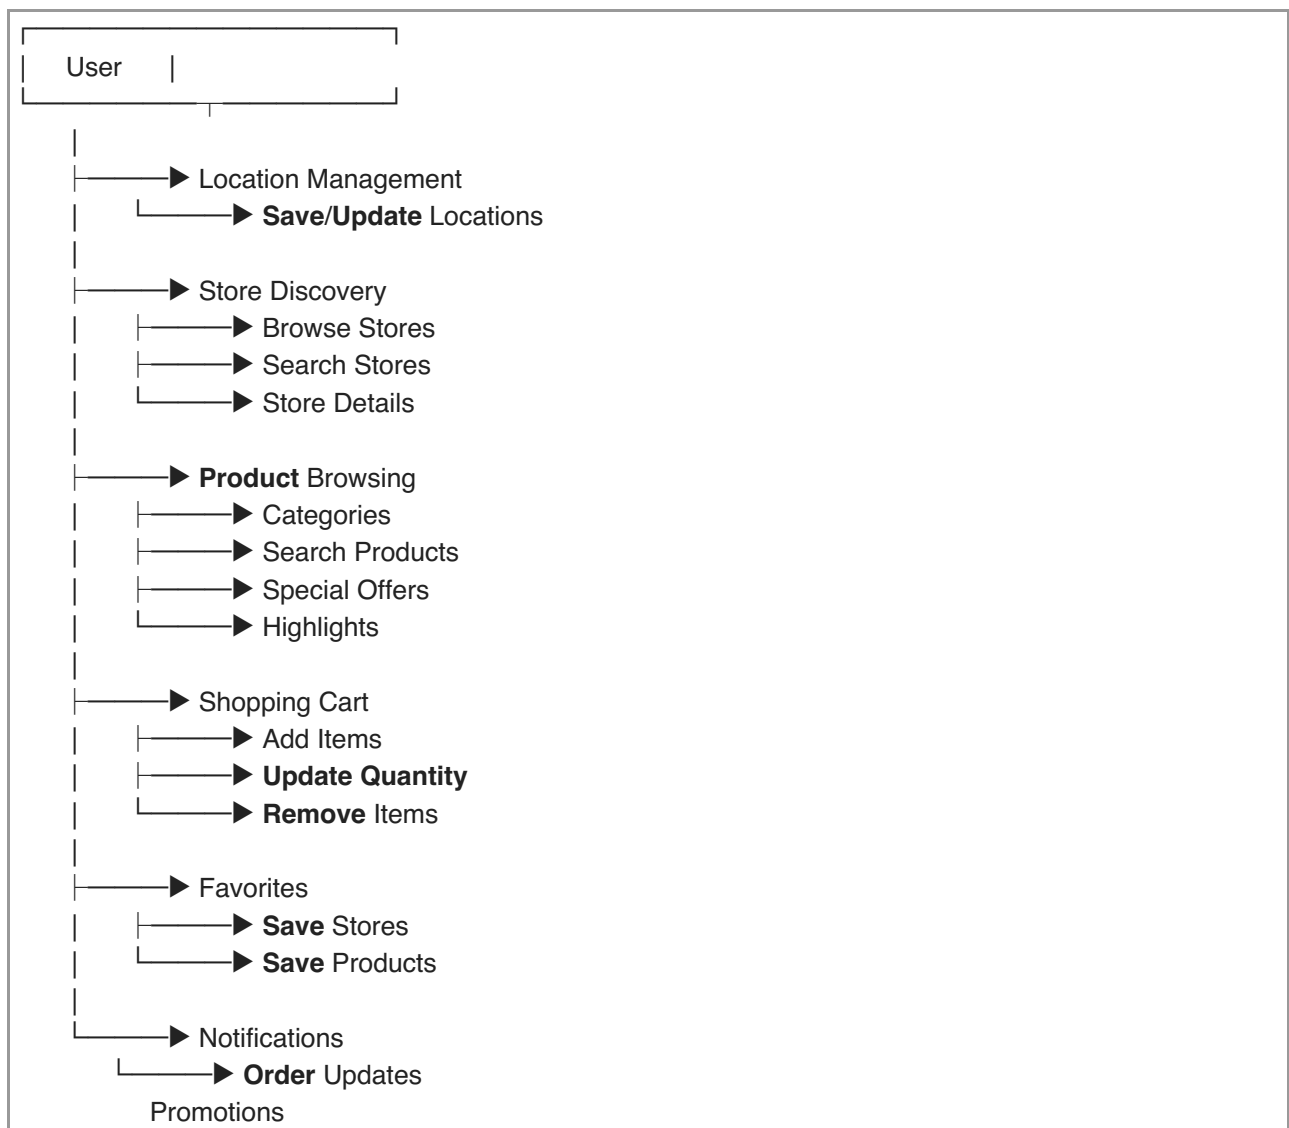 User
Location Management
Save/Update Locations
Store Discovery
Browse Stores
Search Stores
Store Details
Product Browsing
Categories
Search Products
Special Offers
Highlights
Shopping Cart
Add Items
Update Quantity
Remove Items
Favorites
Save Stores
Save Products
Notifications
Order Updates
Promotions